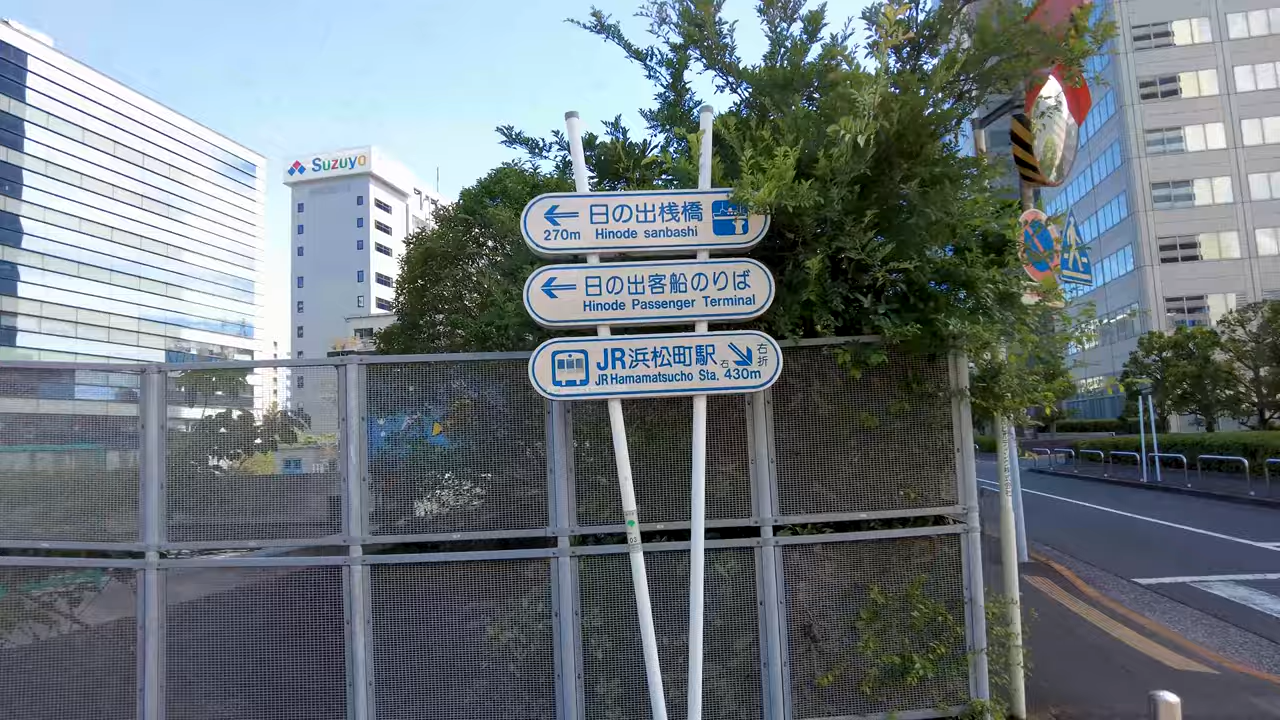 Suzuyo
日の出桟橋
270m Hinode sanbashi
日の出客船のりば
Hinode Passenger Terminal
JR浜松町駅 右折
JR Hamamatsucho Sta. 右 430m